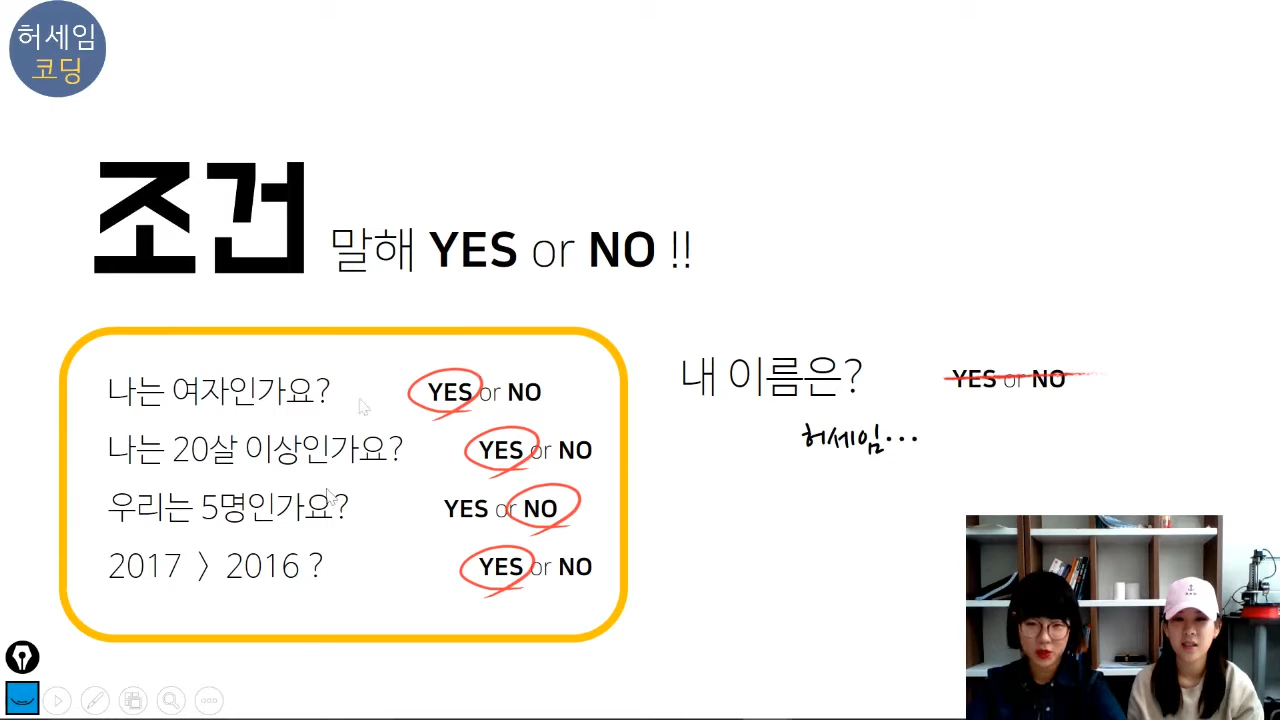 허세임
코딩
조건 말해 YES or NO !!
나는 여자인가요? YES or NO
나는 20살 이상인가요? YES or NO
우리는 5명인가요? YES or NO
2017 > 2016 ? YES or NO
내 이름은? YES or NO
허세임...